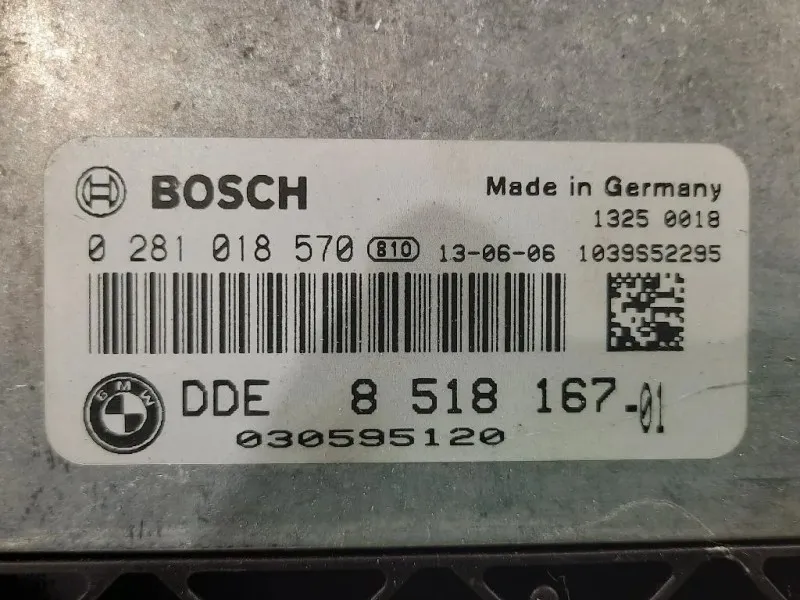 BOSCH
Made in Germany
1325 0018
0 281 018 570 810 13-06-06 1039S52295
BMW DDE 8 518 167-01
030595120